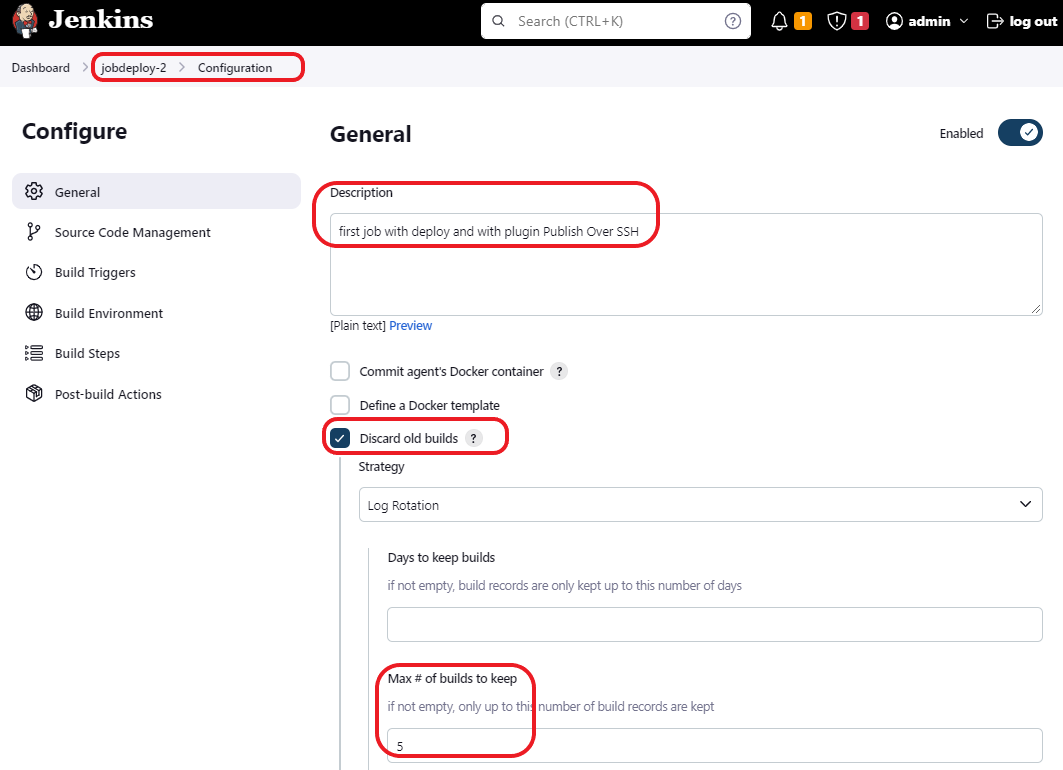 Jenkins
Search (CTRL+K)
?
1
1
admin
log out
Dashboard > jobdeploy-2 > Configuration
Configure
General
Source Code Management
Build Triggers
Build Environment
Build Steps
Post-build Actions
General
Enabled
Description
first job with deploy and with plugin Publish Over SSH
[Plain text] Preview
Commit agent's Docker container ?
Define a Docker template
Discard old builds ?
Strategy
Log Rotation
Days to keep builds
if not empty, build records are only kept up to this number of days
Max # of builds to keep
if not empty, only up to this number of build records are kept
5